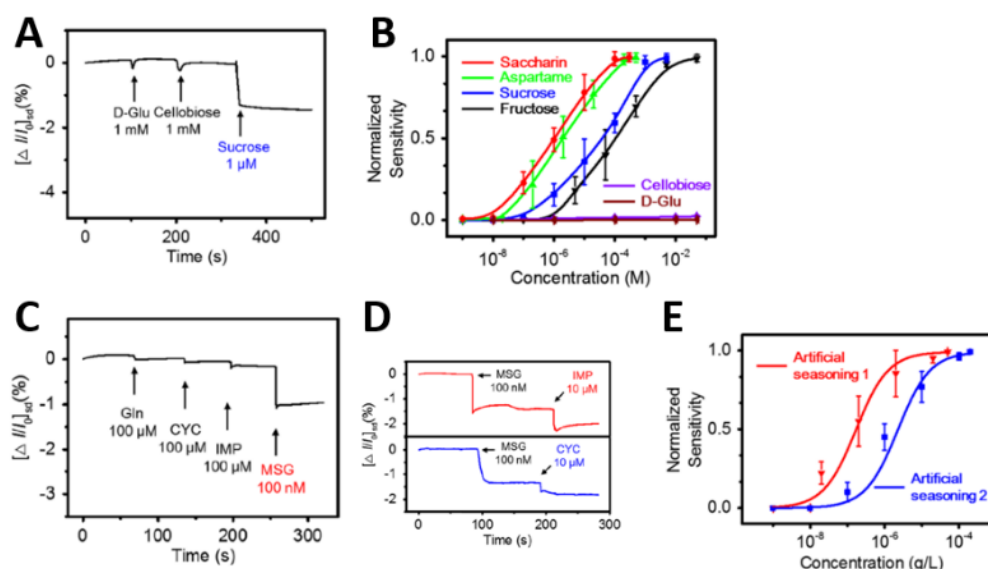 A
[△ I/I₀]sd(%)
0
-2
-4
D-Glu
1 mM
Cellobiose
1 mM
Sucrose
1 μM
0 200 400
Time (s)
B
Normalized
Sensitivity
1.0
0.5
0.0
Saccharin
Aspartame
Sucrose
Fructose
Cellobiose
D-Glu
10⁻⁸ 10⁻⁶ 10⁻⁴ 10⁻²
Concentration (M)
C
[△ I/I₀]sd(%)
0
-1
-2
-3
Gln
100 μM
CYC
100 μM
IMP
100 μM
MSG
100 nM
0 100 200 300
Time (s)
D
[△ I/I₀]sd(%)
0
-1
-2
MSG
100 nM
IMP
10 μM
0
-1
-2
MSG
100 nM
CYC
10 μM
0 100 200 300
Time (s)
E
Normalized
Sensitivity
1.0
0.5
0.0
Artificial
seasoning 1
Artificial
seasoning 2
10⁻⁸ 10⁻⁶ 10⁻⁴
Concentration (g/L)